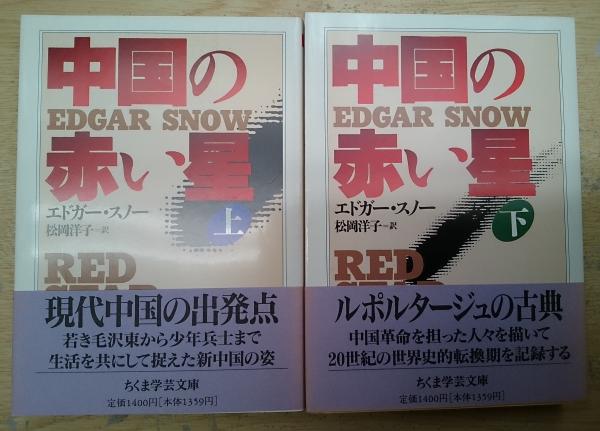 中国の
EDGAR SNOW
赤い星
エドガー・スノー
上
松岡洋子＝訳
RED
STAR
現代中国の出発点
若き毛沢東から少年兵士まで
生活を共にして捉えた新中国の姿
ちくま学芸文庫
定価1400円[本体1359円]
中国の
EDGAR SNOW
赤い星
エドガー・スノー
下
松岡洋子＝訳
RED
STAR
ルポルタージュの古典
中国革命を担った人々を描いて
20世紀の世界史的転換期を記録する
ちくま学芸文庫
定価1400円[本体1359円]